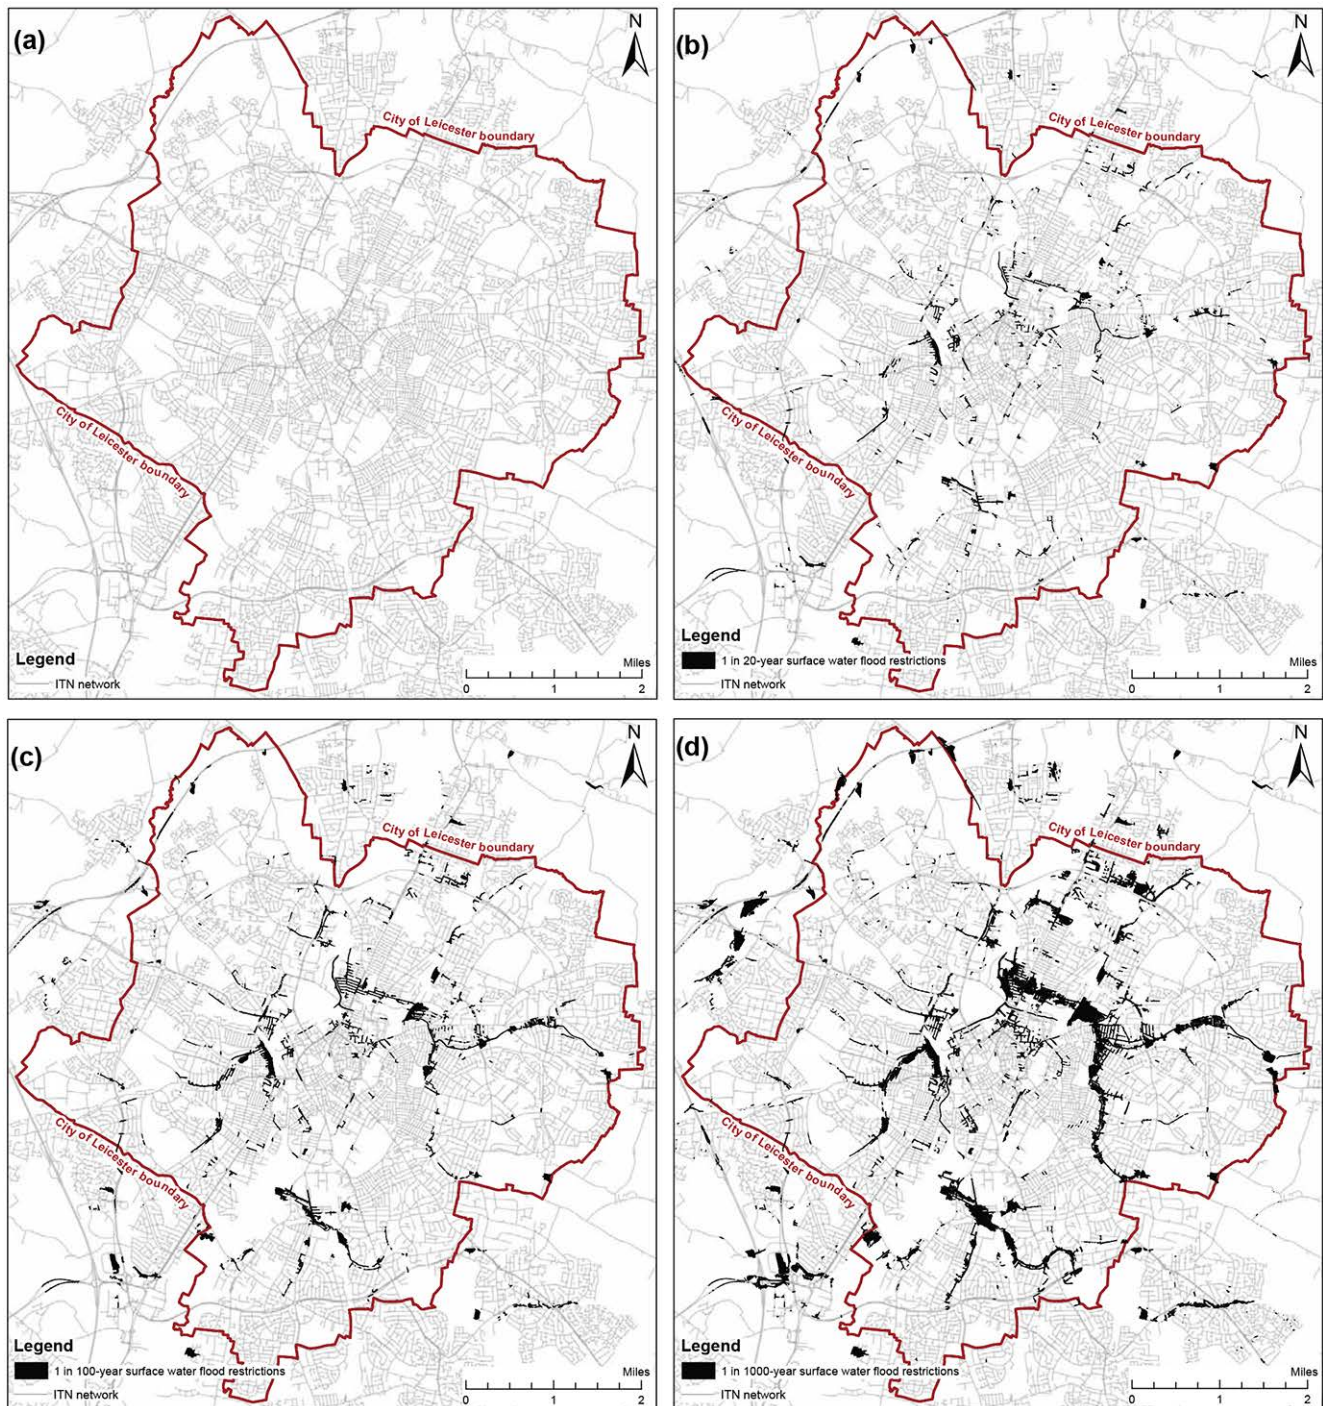 (a)
N
City of Leicester boundary
City of Leicester boundary
Legend
ITN network
Miles
0 1 2
(b)
N
City of Leicester boundary
City of Leicester boundary
Legend
1 in 20-year surface water flood restrictions
ITN network
Miles
0 1 2
(c)
N
City of Leicester boundary
City of Leicester boundary
Legend
1 in 100-year surface water flood restrictions
ITN network
Miles
0 1 2
(d)
N
City of Leicester boundary
City of Leicester boundary
Legend
1 in 1000-year surface water flood restrictions
ITN network
Miles
0 1 2